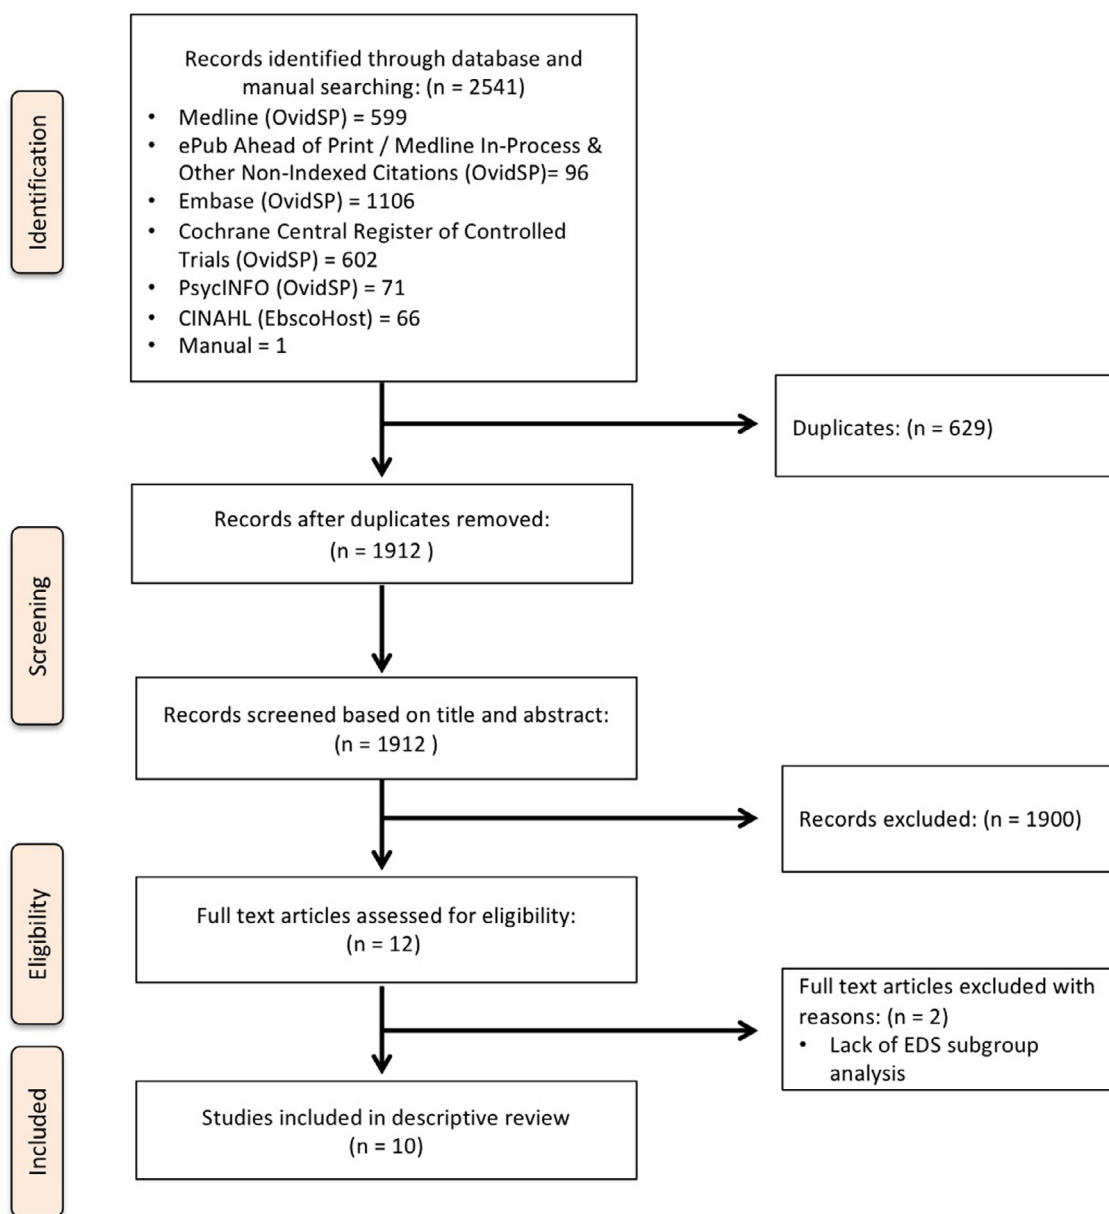 Identification
Records identified through database and
manual searching: (n = 2541)
• Medline (OvidSP) = 599
• ePub Ahead of Print / Medline In-Process &
Other Non-Indexed Citations (OvidSP)= 96
• Embase (OvidSP) = 1106
• Cochrane Central Register of Controlled
Trials (OvidSP) = 602
• PsycINFO (OvidSP) = 71
• CINAHL (EbscoHost) = 66
• Manual = 1
Duplicates: (n = 629)
Screening
Records after duplicates removed:
(n = 1912 )
Records screened based on title and abstract:
(n = 1912 )
Records excluded: (n = 1900)
Eligibility
Full text articles assessed for eligibility:
(n = 12)
Full text articles excluded with
reasons: (n = 2)
• Lack of EDS subgroup
analysis
Included
Studies included in descriptive review
(n = 10)